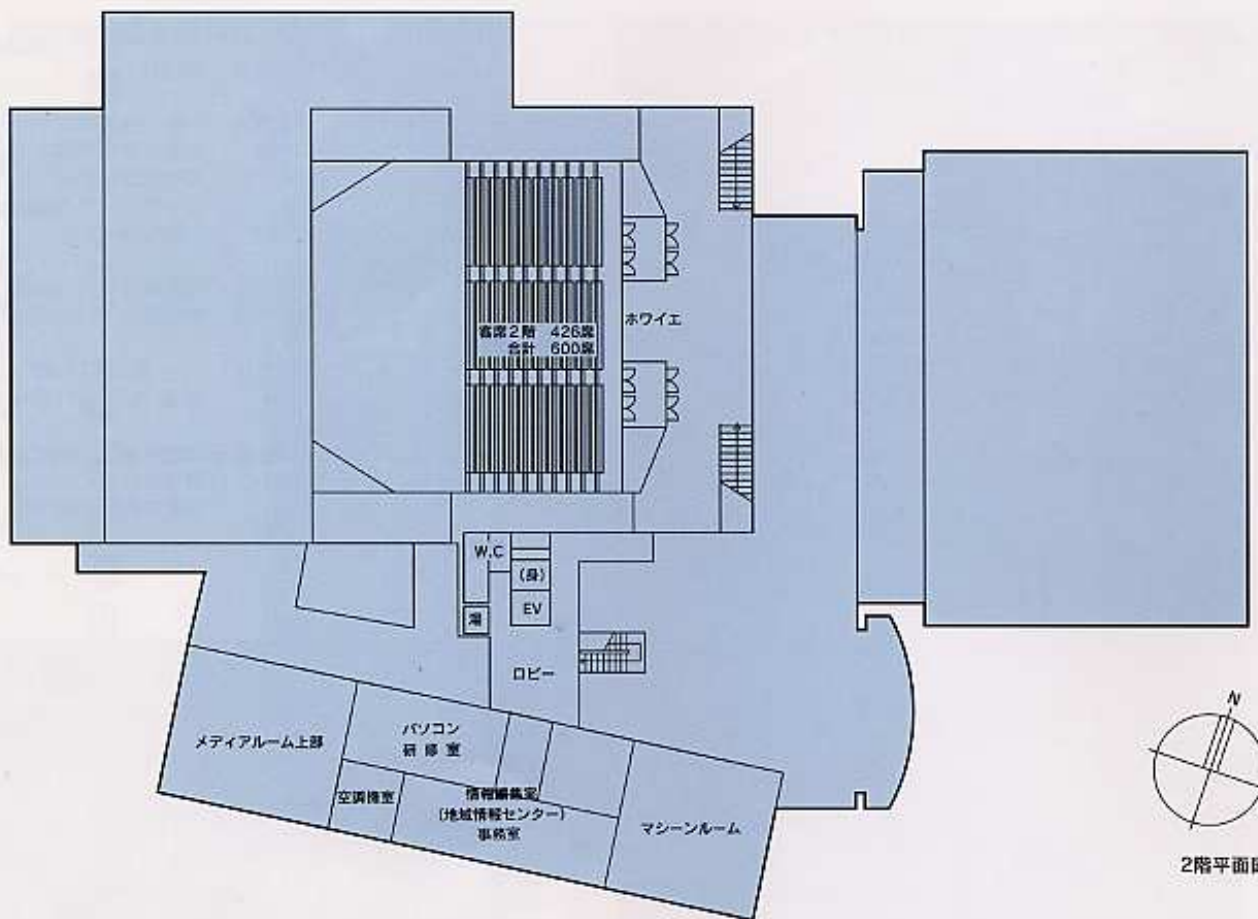 客席2階 426席
合計 600席
ホワイエ
W.C
(身)
EV
湯
ロビー
メディアルーム上部
パソコン
研修室
空調機室
情報編集室
(地域情報センター)
事務室
マシーンルーム
N
2階平面図